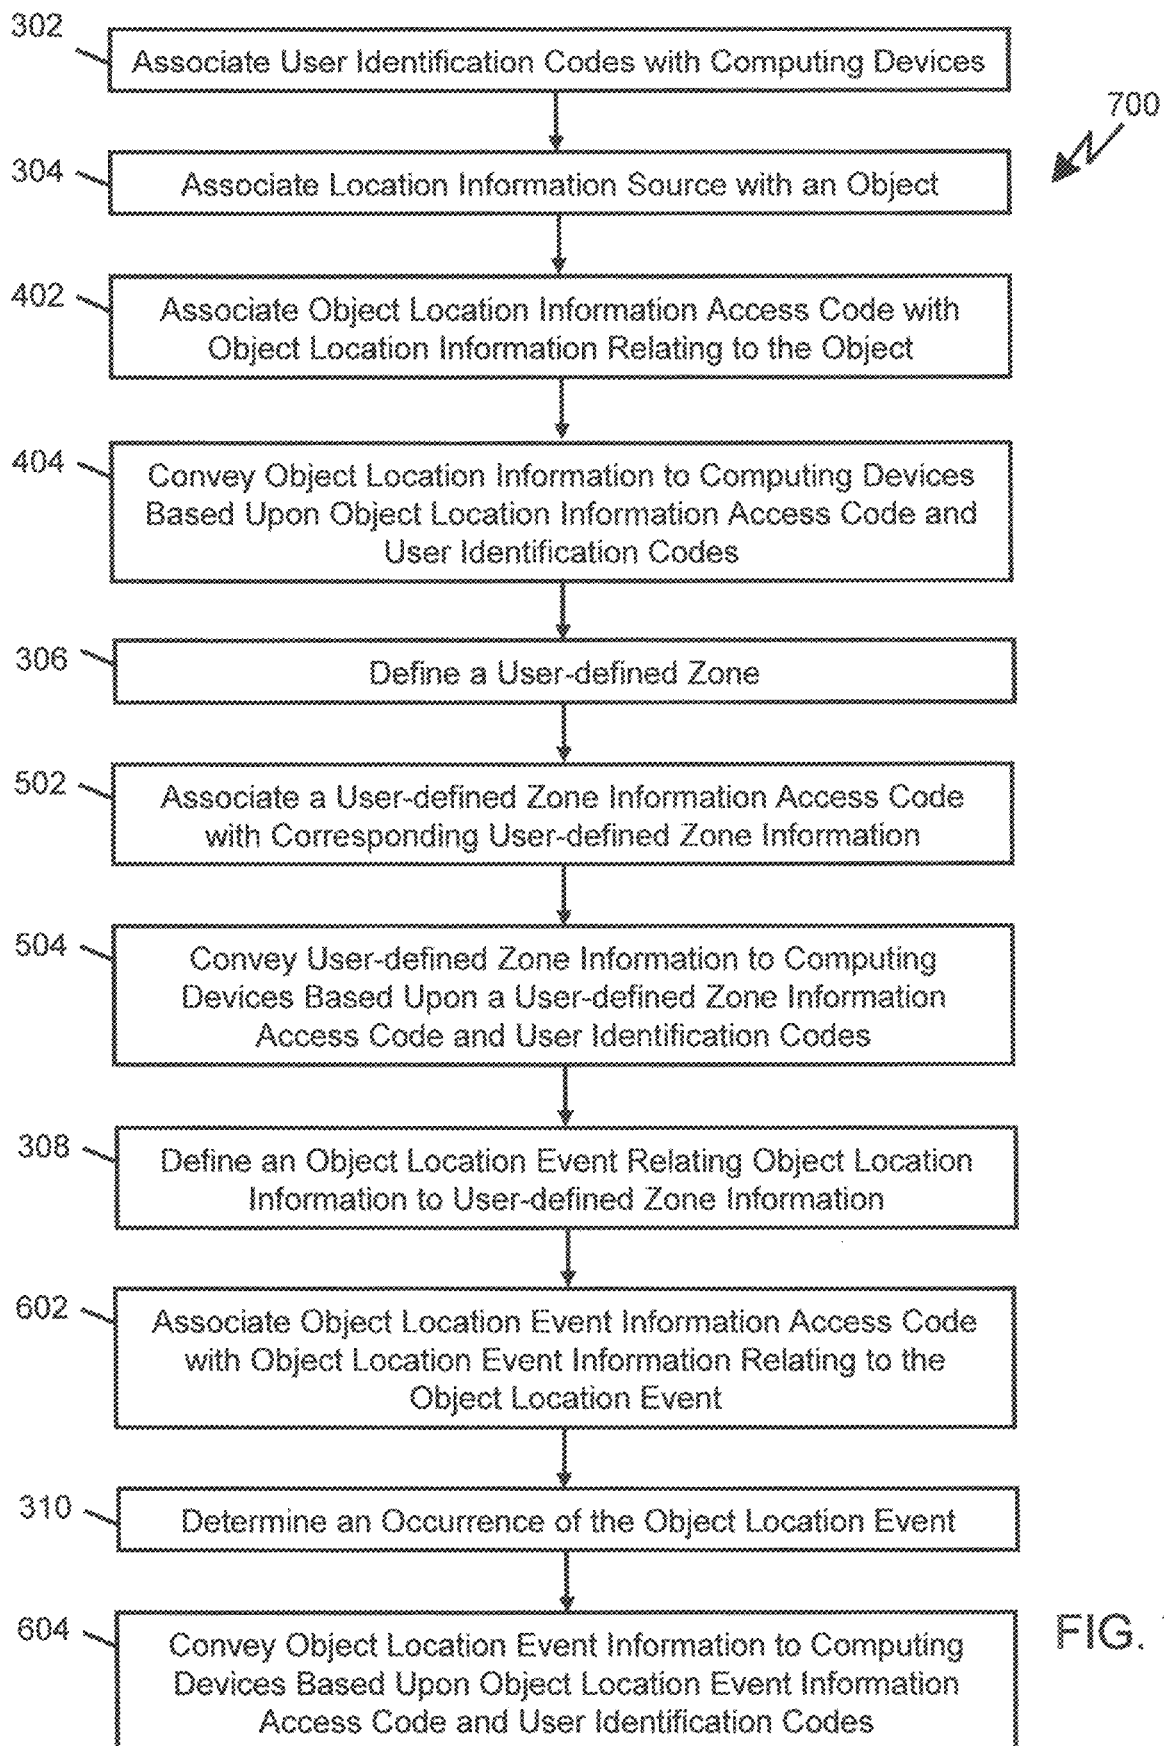 302
Associate User Identification Codes with Computing Devices
700
304
Associate Location Information Source with an Object
402
Associate Object Location Information Access Code with
Object Location Information Relating to the Object
404
Convey Object Location Information to Computing Devices
Based Upon Object Location Information Access Code and
User Identification Codes
306
Define a User-defined Zone
502
Associate a User-defined Zone Information Access Code
with Corresponding User-defined Zone Information
504
Convey User-defined Zone Information to Computing
Devices Based Upon a User-defined Zone Information
Access Code and User Identification Codes
308
Define an Object Location Event Relating Object Location
Information to User-defined Zone Information
602
Associate Object Location Event Information Access Code
with Object Location Event Information Relating to the
Object Location Event
310
Determine an Occurrence of the Object Location Event
604
Convey Object Location Event Information to Computing
Devices Based Upon Object Location Event Information
Access Code and User Identification Codes
FIG.